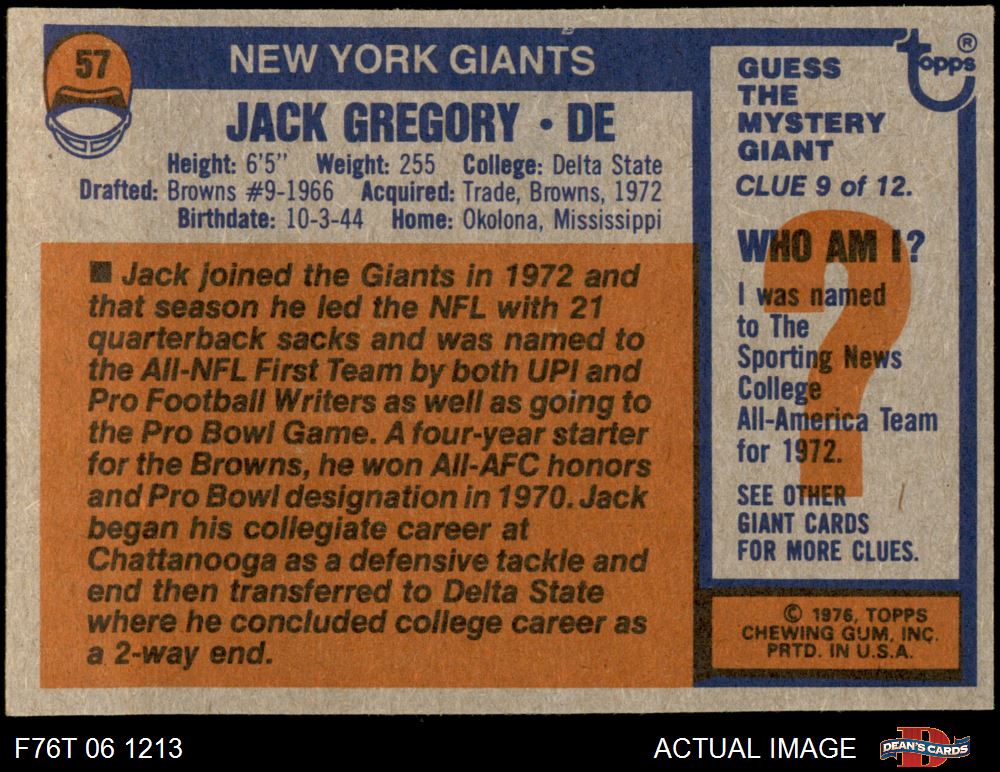 57
NEW YORK GIANTS
JACK GREGORY • DE
Height: 6'5" Weight: 255 College: Delta State
Drafted: Browns #9-1966 Acquired: Trade, Browns, 1972
Birthdate: 10-3-44 Home: Okolona, Mississippi
■ Jack joined the Giants in 1972 and
that season he led the NFL with 21
quarterback sacks and was named to
the All-NFL First Team by both UPI and
Pro Football Writers as well as going to
the Pro Bowl Game. A four-year starter
for the Browns, he won All-AFC honors
and Pro Bowl designation in 1970. Jack
began his collegiate career at
Chattanooga as a defensive tackle and
end then transferred to Delta State
where he concluded college career as
a 2-way end.
topps®
GUESS
THE
MYSTERY
GIANT
CLUE 9 of 12.
WHO AM I?
I was named
to The
Sporting News
College
All-America Team
for 1972.
SEE OTHER
GIANT CARDS
FOR MORE CLUES.
© 1976, TOPPS
CHEWING GUM, INC.
PRTD. IN U.S.A.
F76T 06 1213
ACTUAL IMAGE
DEAN'S CARDS